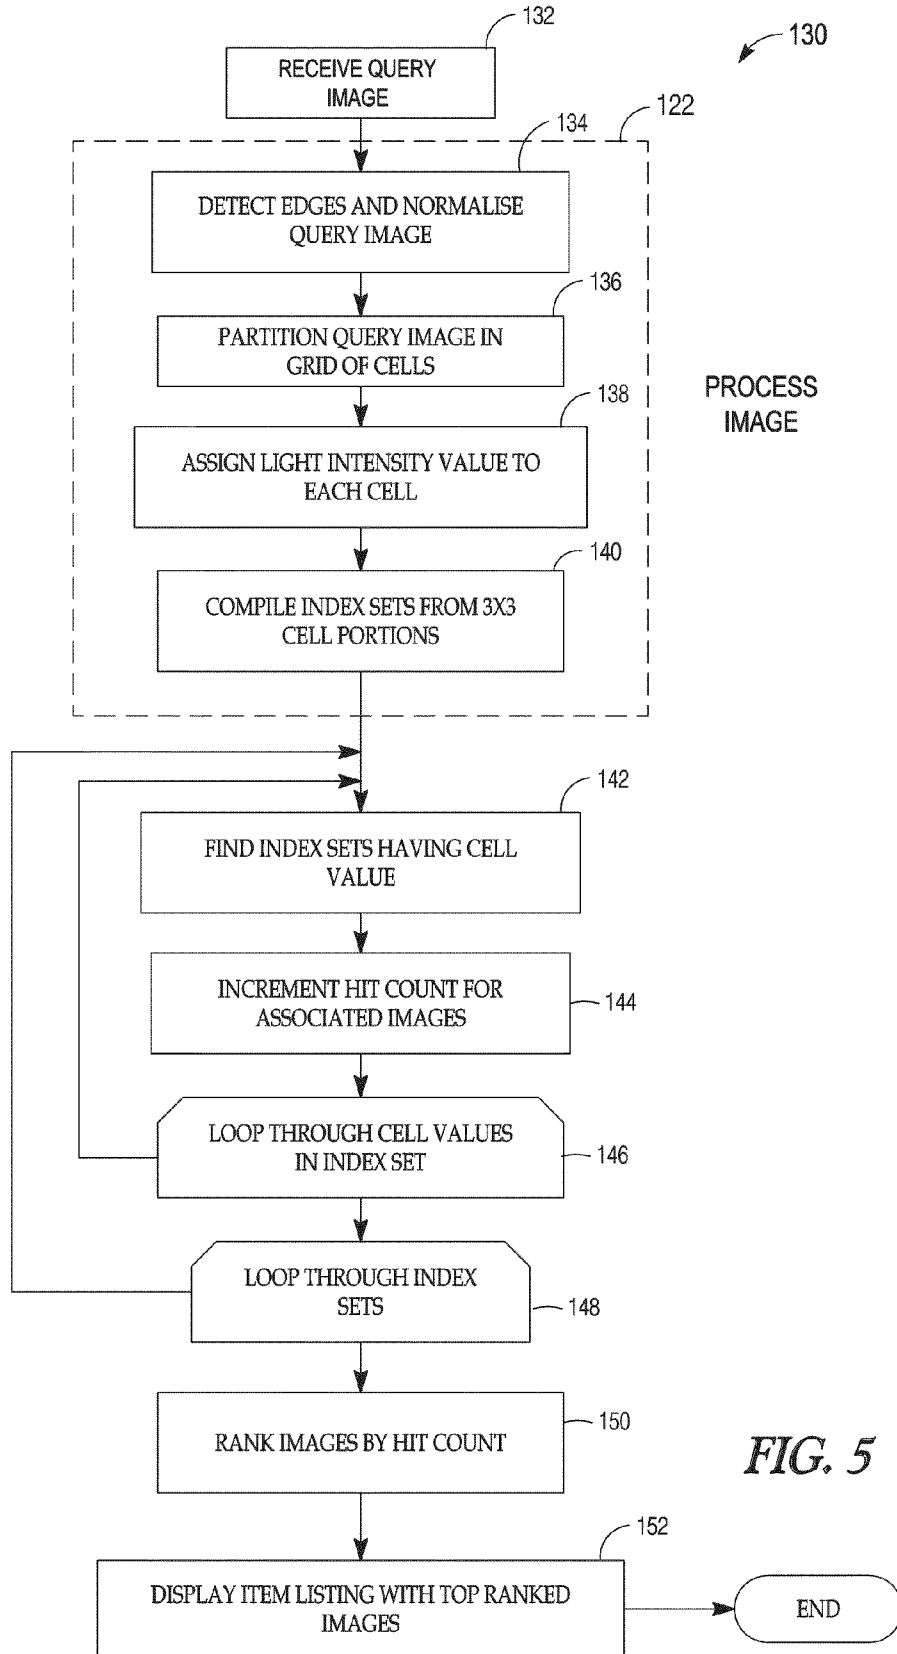 132
130
RECEIVE QUERY
IMAGE
122
134
DETECT EDGES AND NORMALISE
QUERY IMAGE
136
PARTITION QUERY IMAGE IN
GRID OF CELLS
PROCESS
IMAGE
138
ASSIGN LIGHT INTENSITY VALUE TO
EACH CELL
140
COMPILE INDEX SETS FROM 3X3
CELL PORTIONS
142
FIND INDEX SETS HAVING CELL
VALUE
INCREMENT HIT COUNT FOR
ASSOCIATED IMAGES
144
LOOP THROUGH CELL VALUES
IN INDEX SET
146
LOOP THROUGH INDEX
SETS
148
RANK IMAGES BY HIT COUNT
150
FIG. 5
152
DISPLAY ITEM LISTING WITH TOP RANKED
IMAGES
END